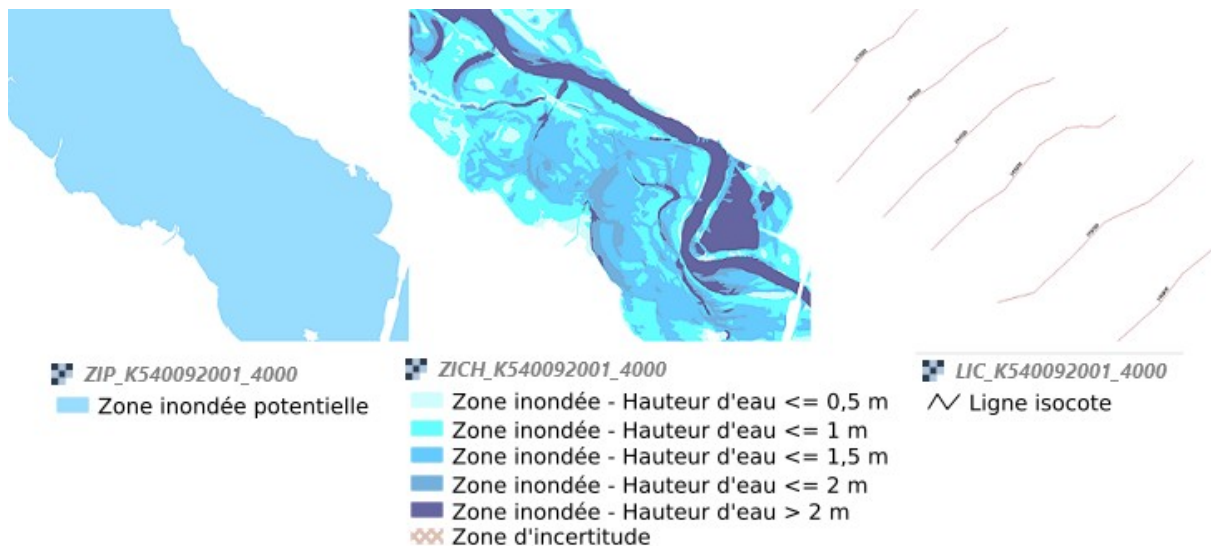 ZIP_K540092001_4000
Zone inondée potentielle
ZICH_K540092001_4000
Zone inondée - Hauteur d'eau <= 0,5 m
Zone inondée - Hauteur d'eau <= 1 m
Zone inondée - Hauteur d'eau <= 1,5 m
Zone inondée - Hauteur d'eau <= 2 m
Zone inondée - Hauteur d'eau > 2 m
Zone d'incertitude
LIC_K540092001_4000
Ligne isocote